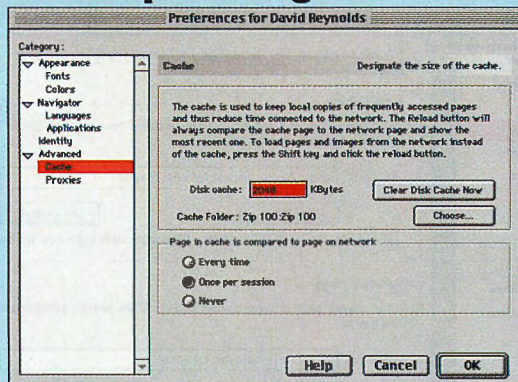 Preferences for David Reynolds
Category:
Appearance
Fonts
Colors
Navigator
Languages
Applications
Identity
Advanced
Cache
Proxies
Cache
Designate the size of the cache.
The cache is used to keep local copies of frequently accessed pages
and thus reduce time connected to the network. The Reload button will
always compare the cache page to the network page and show the
most recent one. To load pages and images from the network instead
of the cache, press the Shift key and click the reload button.
Disk cache: 2048 KBytes
Clear Disk Cache Now
Cache Folder: Zip 100:Zip 100
Choose...
Page in cache is compared to page on network
Every time
Once per session
Never
Help
Cancel
OK